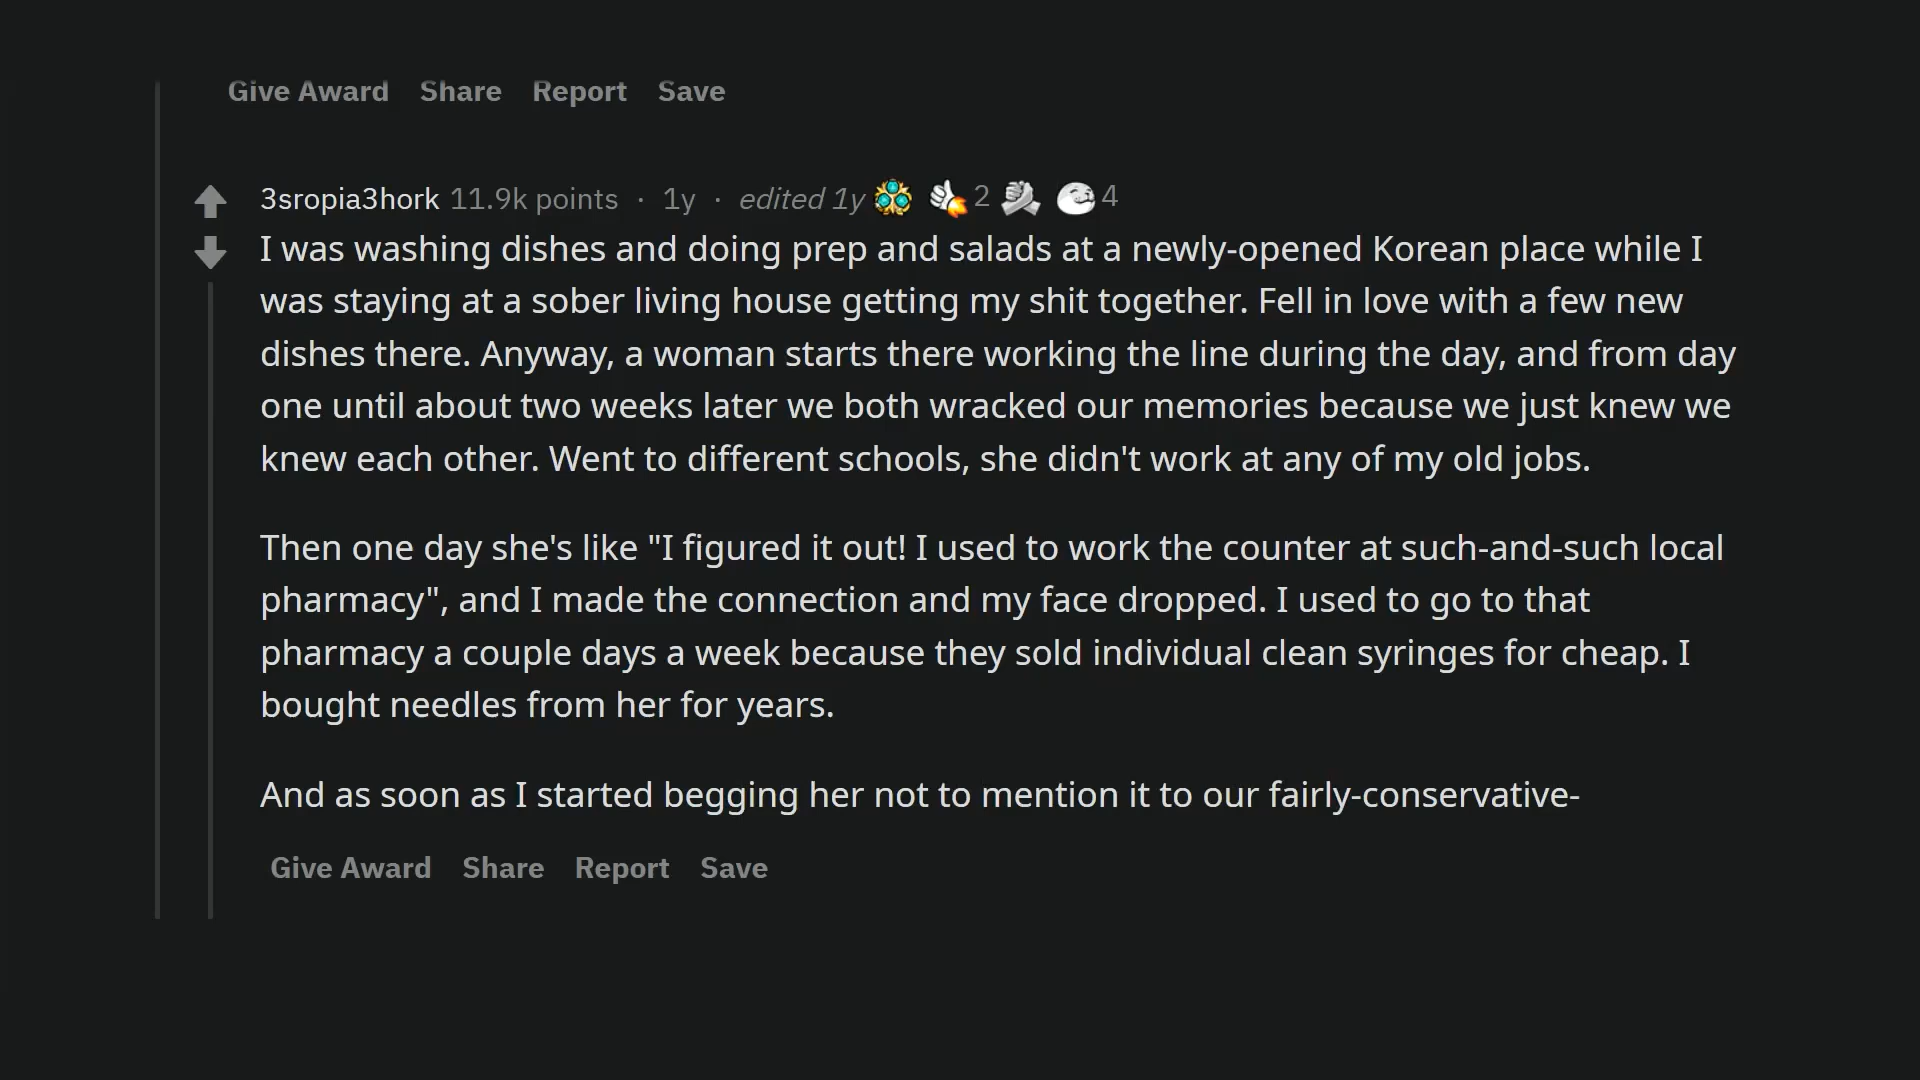 Give Award Share Report Save
3sropia3hork 11.9k points · 1y · edited 1y 2 4
I was washing dishes and doing prep and salads at a newly-opened Korean place while I
was staying at a sober living house getting my shit together. Fell in love with a few new
dishes there. Anyway, a woman starts there working the line during the day, and from day
one until about two weeks later we both wracked our memories because we just knew we
knew each other. Went to different schools, she didn't work at any of my old jobs.
Then one day she's like "I figured it out! I used to work the counter at such-and-such local
pharmacy", and I made the connection and my face dropped. I used to go to that
pharmacy a couple days a week because they sold individual clean syringes for cheap. I
bought needles from her for years.
And as soon as I started begging her not to mention it to our fairly-conservative-
Give Award Share Report Save